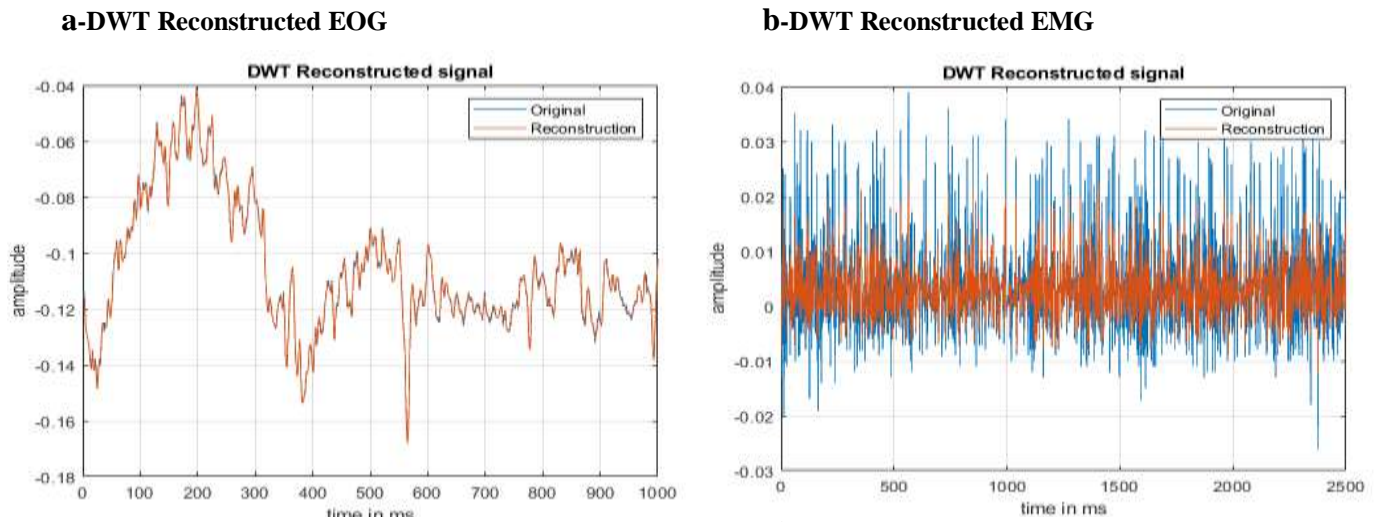 a-DWT Reconstructed EOG
DWT Reconstructed signal
Original
Reconstruction
-0.04
-0.06
-0.08
-0.1
-0.12
-0.14
-0.16
-0.18
amplitude
0 100 200 300 400 500 600 700 800 900 1000
time in ms
b-DWT Reconstructed EMG
DWT Reconstructed signal
Original
Reconstruction
0.04
0.03
0.02
0.01
0
-0.01
-0.02
-0.03
amplitude
0 500 1000 1500 2000 2500
time in ms